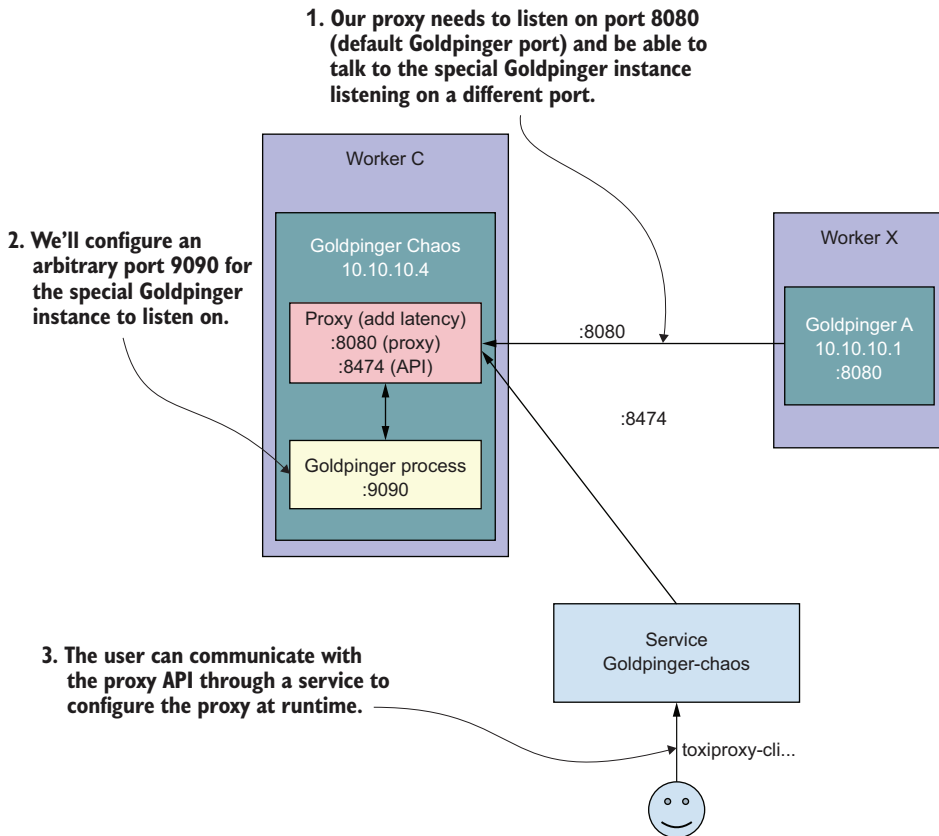 1. Our proxy needs to listen on port 8080
(default Goldpinger port) and be able to
talk to the special Goldpinger instance
listening on a different port.
Worker C
2. We'll configure an
arbitrary port 9090 for
the special Goldpinger
instance to listen on.
Goldpinger Chaos
10.10.10.4
Proxy (add latency)
:8080 (proxy)
:8474 (API)
Goldpinger process
:9090
:8080
:8474
Worker X
Goldpinger A
10.10.10.1
:8080
3. The user can communicate with
the proxy API through a service to
configure the proxy at runtime.
Service
Goldpinger-chaos
toxiproxy-cli...